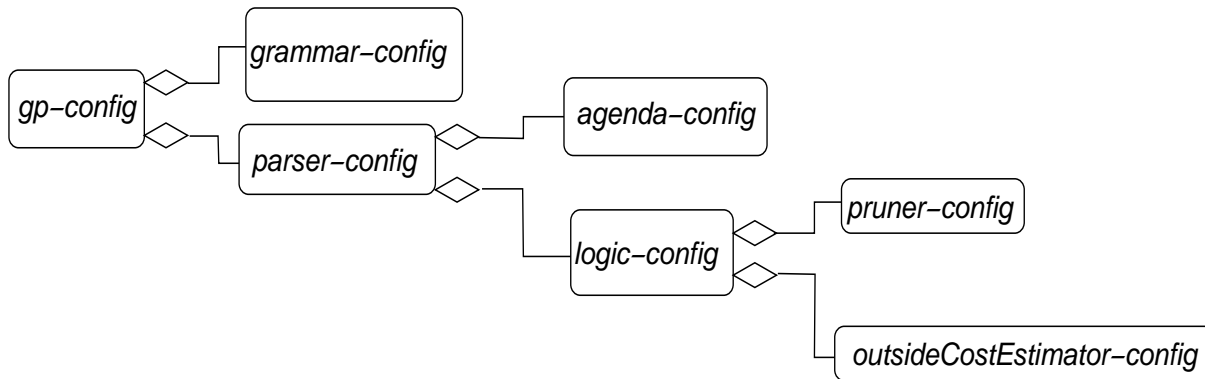 grammar–config
gp–config
agenda–config
parser–config
pruner–config
logic–config
outsideCostEstimator–config